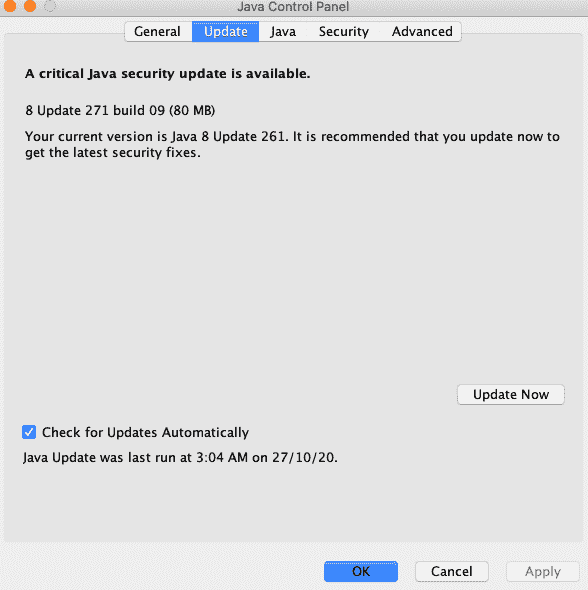 Java Control Panel
General Update Java Security Advanced
A critical Java security update is available.
8 Update 271 build 09 (80 MB)
Your current version is Java 8 Update 261. It is recommended that you update now to
get the latest security fixes.
Update Now
Check for Updates Automatically
Java Update was last run at 3:04 AM on 27/10/20.
OK Cancel Apply